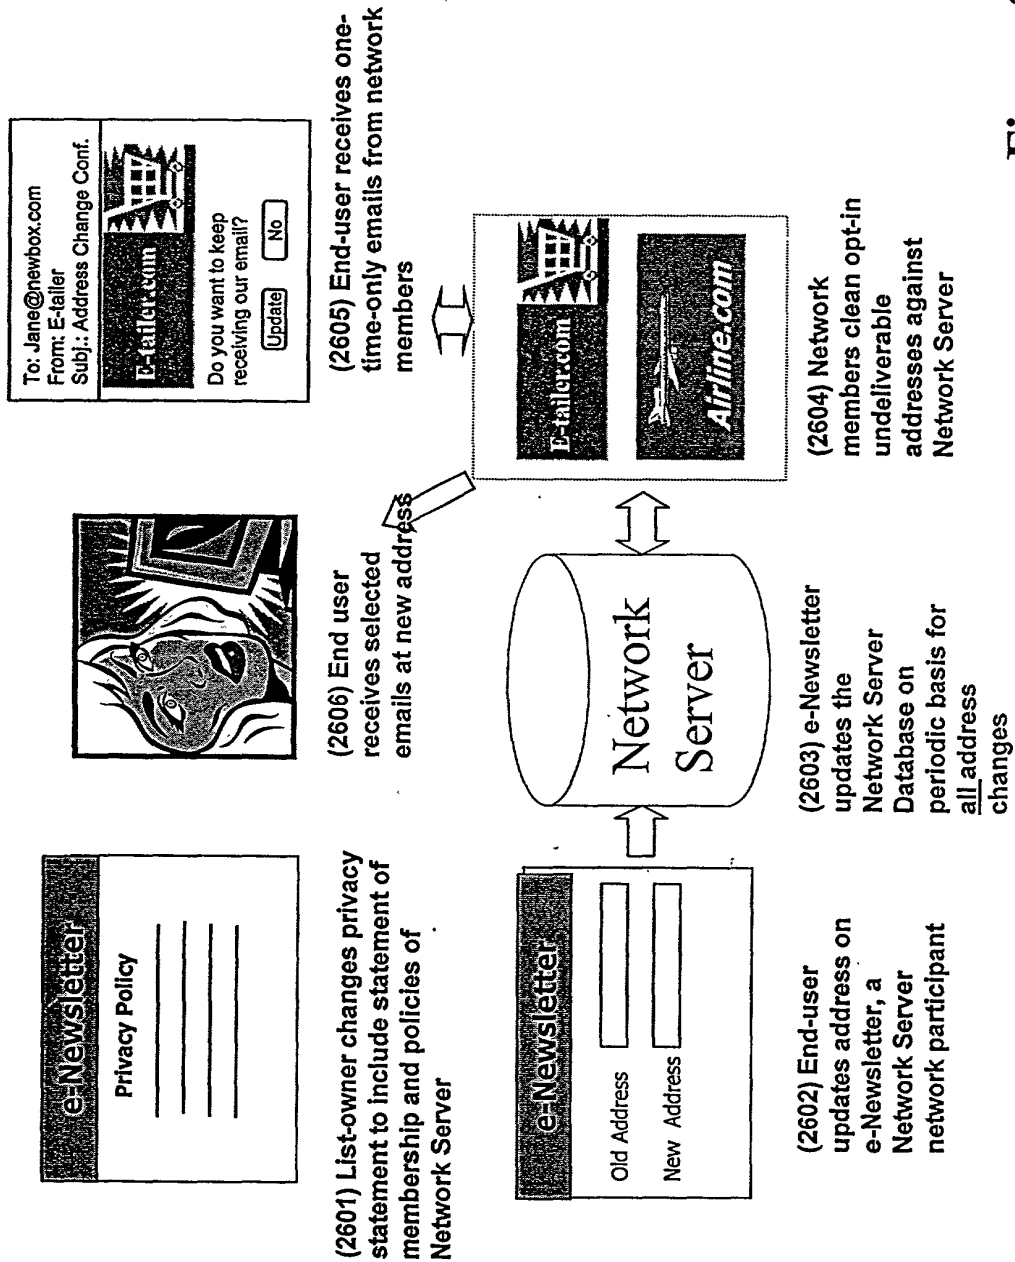 e-Newsletter
Privacy Policy
(2601) List-owner changes privacy
statement to include statement of
membership and policies of
Network Server
(2606) End user
receives selected
emails at new address
To: Jane@newbox.com
From: E-tailer
Subj.: Address Change Conf.
E-tailer.com
Do you want to keep
receiving our email?
Update No
(2605) End-user receives one-
time-only emails from network
members
e-Newsletter
Old Address
New Address
(2602) End-user
updates address on
e-Newsletter, a
Network Server
network participant
Network
Server
(2603) e-Newsletter
updates the
Network Server
Database on
periodic basis for
all address
changes
E-tailer.com
Airline.com
(2604) Network
members clean opt-in
undeliverable
addresses against
Network Server